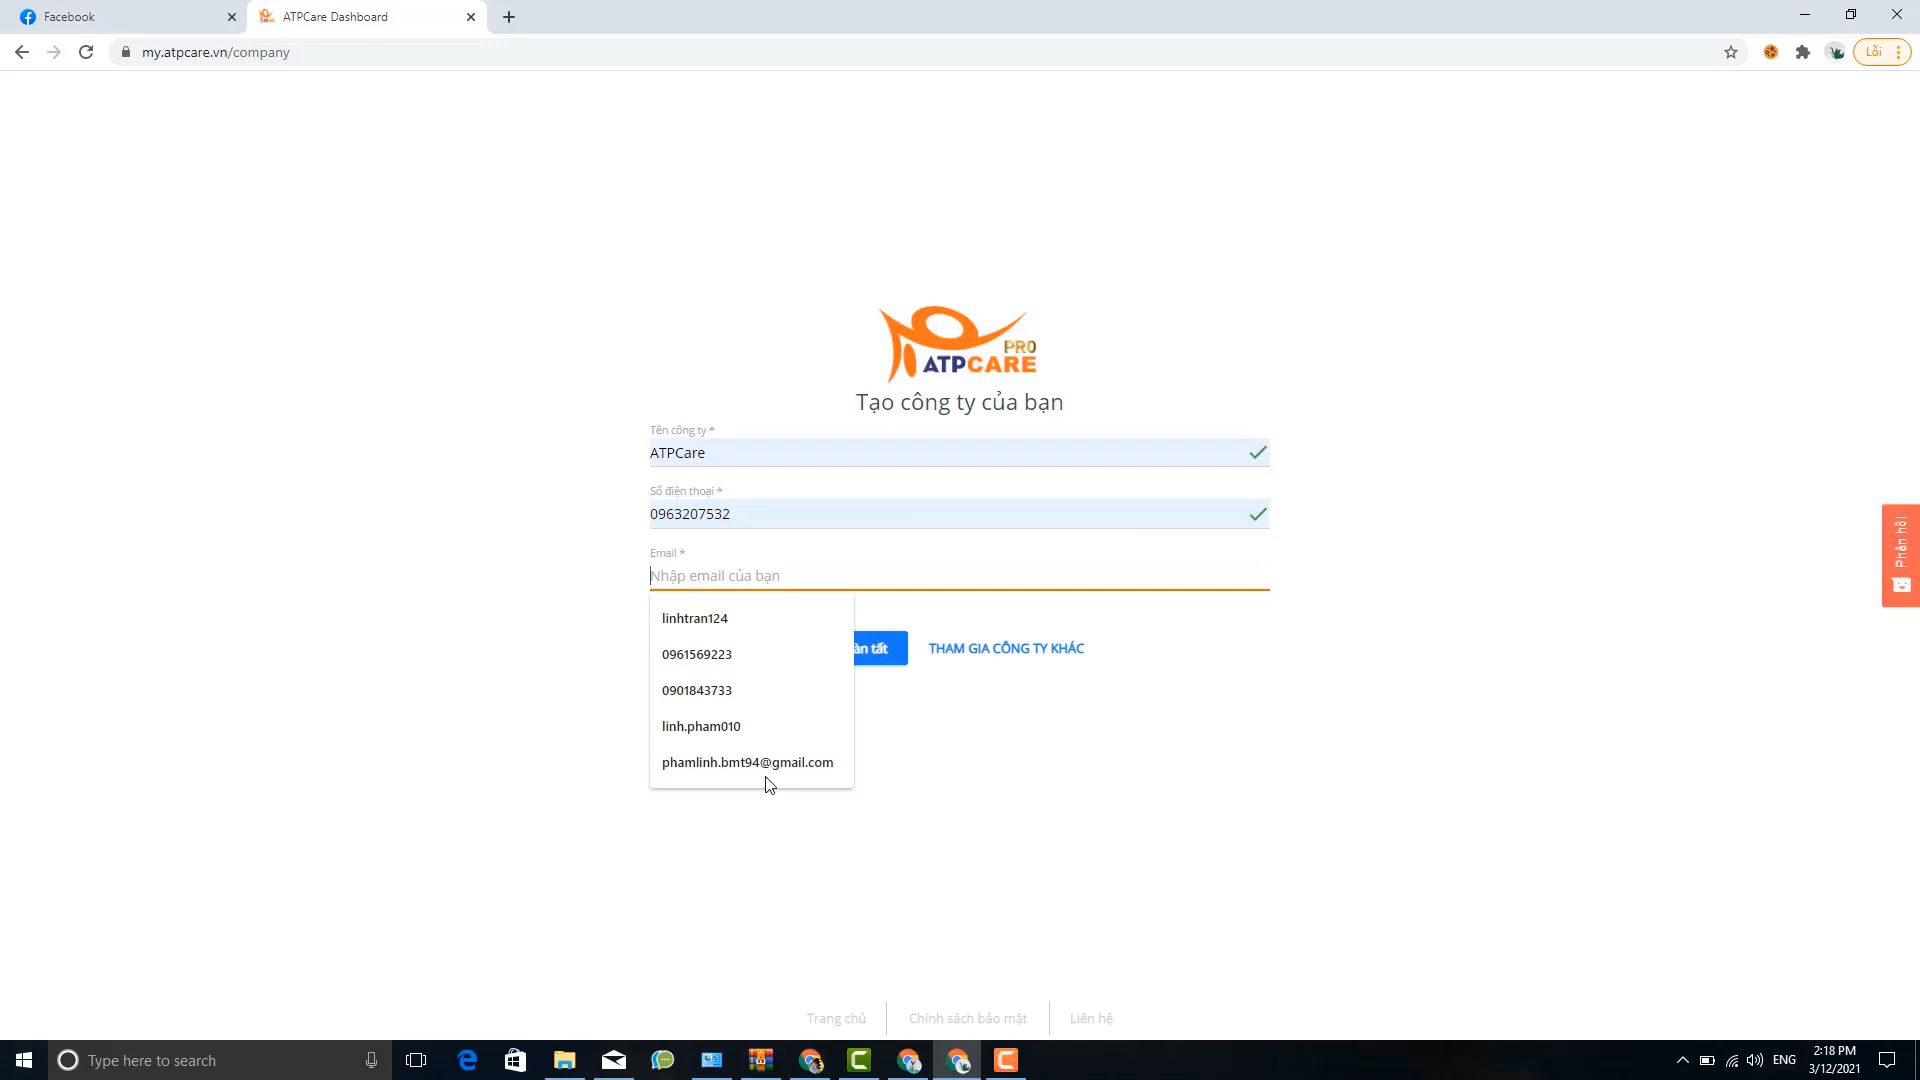 Facebook
ATPCare Dashboard
my.atpcare.vn/company
Lỗi
PRO
ATPCARE
Tạo công ty của bạn
Tên công ty *
ATPCare
Số điện thoại *
0963207532
Email *
Nhập email của bạn
linhtran124
0961569223
0901843733
linh.pham010
phamlinh.bmt94@gmail.com
àn tất
THAM GIA CÔNG TY KHÁC
Phản hồi
Trang chủ
Chính sách bảo mật
Liên hệ
Type here to search
ENG
2:18 PM
3/12/2021